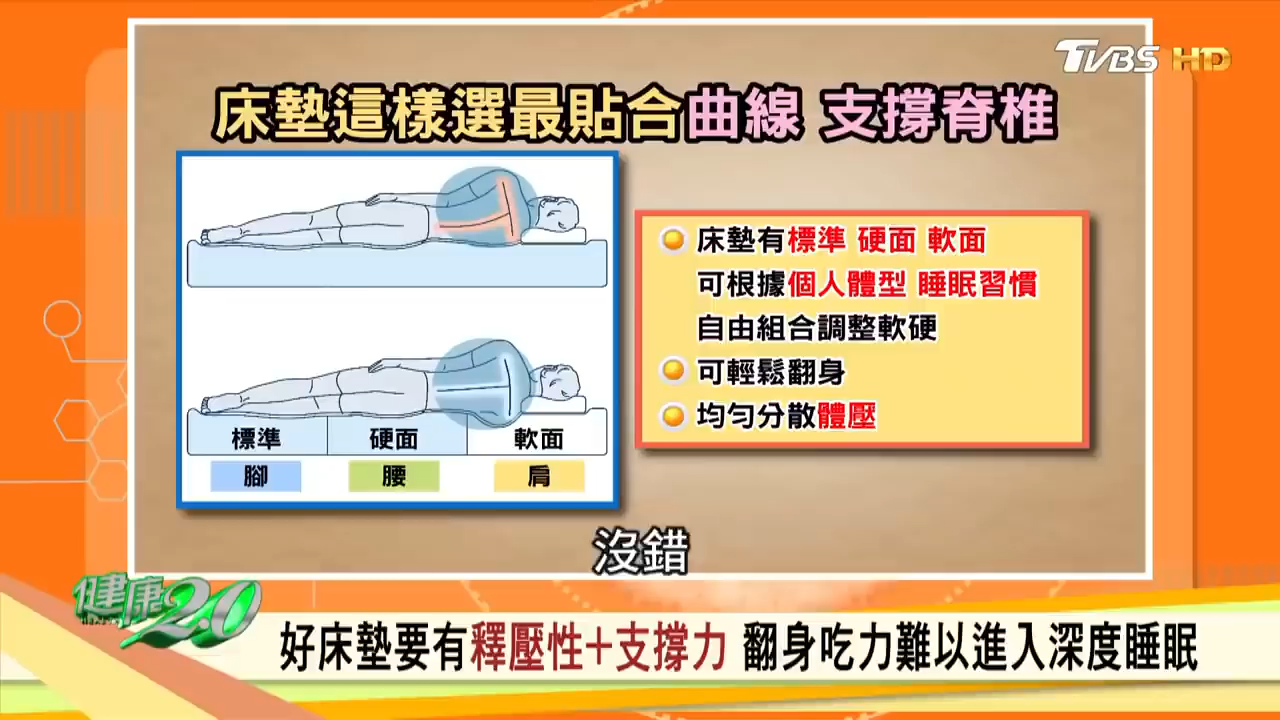 TVBS HD
床墊這樣選最貼合曲線 支撐脊椎
床墊有標準 硬面 軟面
可根據個人體型 睡眠習慣
自由組合調整軟硬
可輕鬆翻身
均勻分散體壓
標準 硬面 軟面
腳 腰 肩
沒錯
健康2.0
好床墊要有釋壓性+支撐力 翻身吃力難以進入深度睡眠